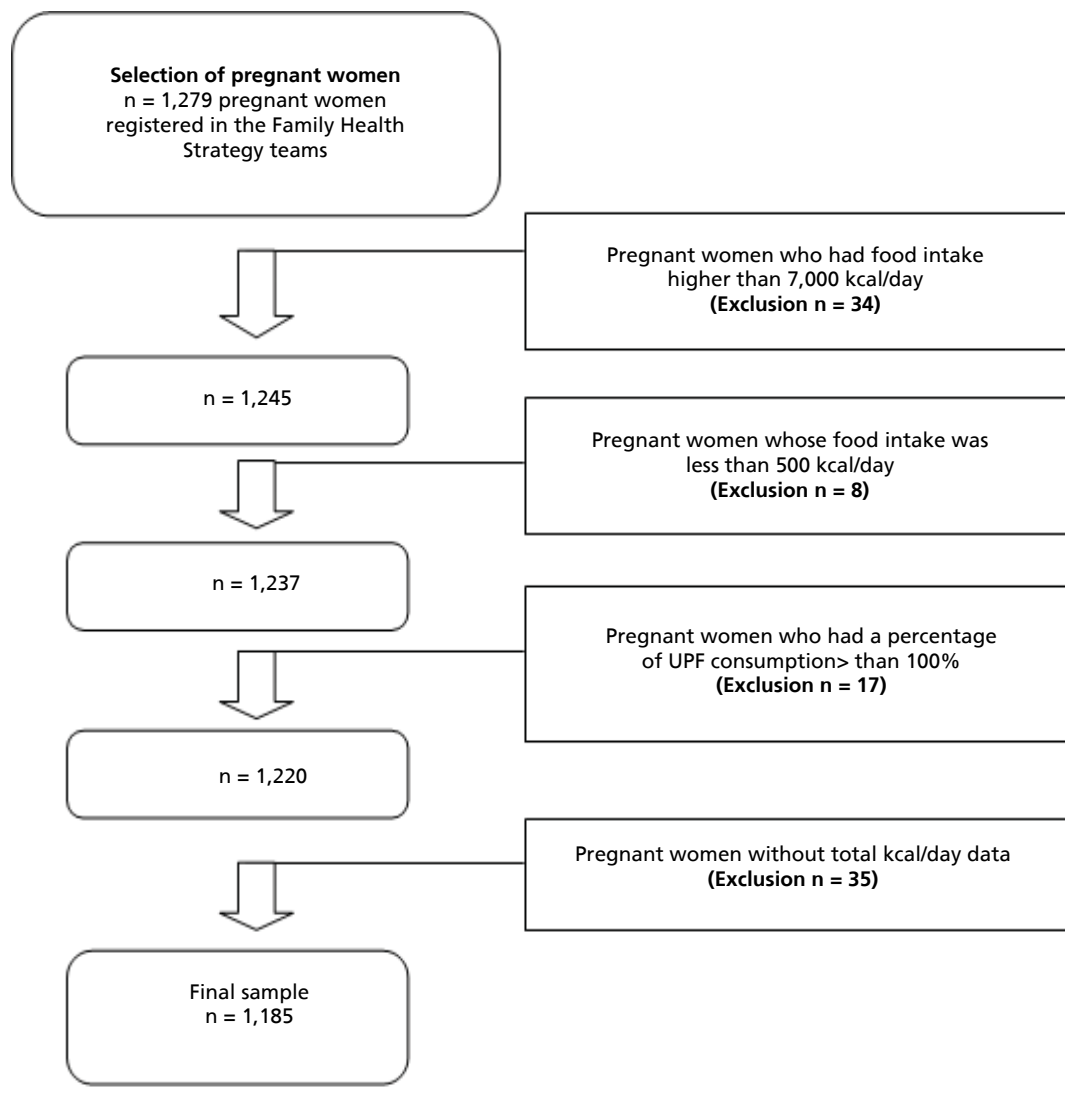 Selection of pregnant women
n = 1,279 pregnant women
registered in the Family Health
Strategy teams
Pregnant women who had food intake
higher than 7,000 kcal/day
(Exclusion n = 34)
n = 1,245
Pregnant women whose food intake was
less than 500 kcal/day
(Exclusion n = 8)
n = 1,237
Pregnant women who had a percentage
of UPF consumption> than 100%
(Exclusion n = 17)
n = 1,220
Pregnant women without total kcal/day data
(Exclusion n = 35)
Final sample
n = 1,185